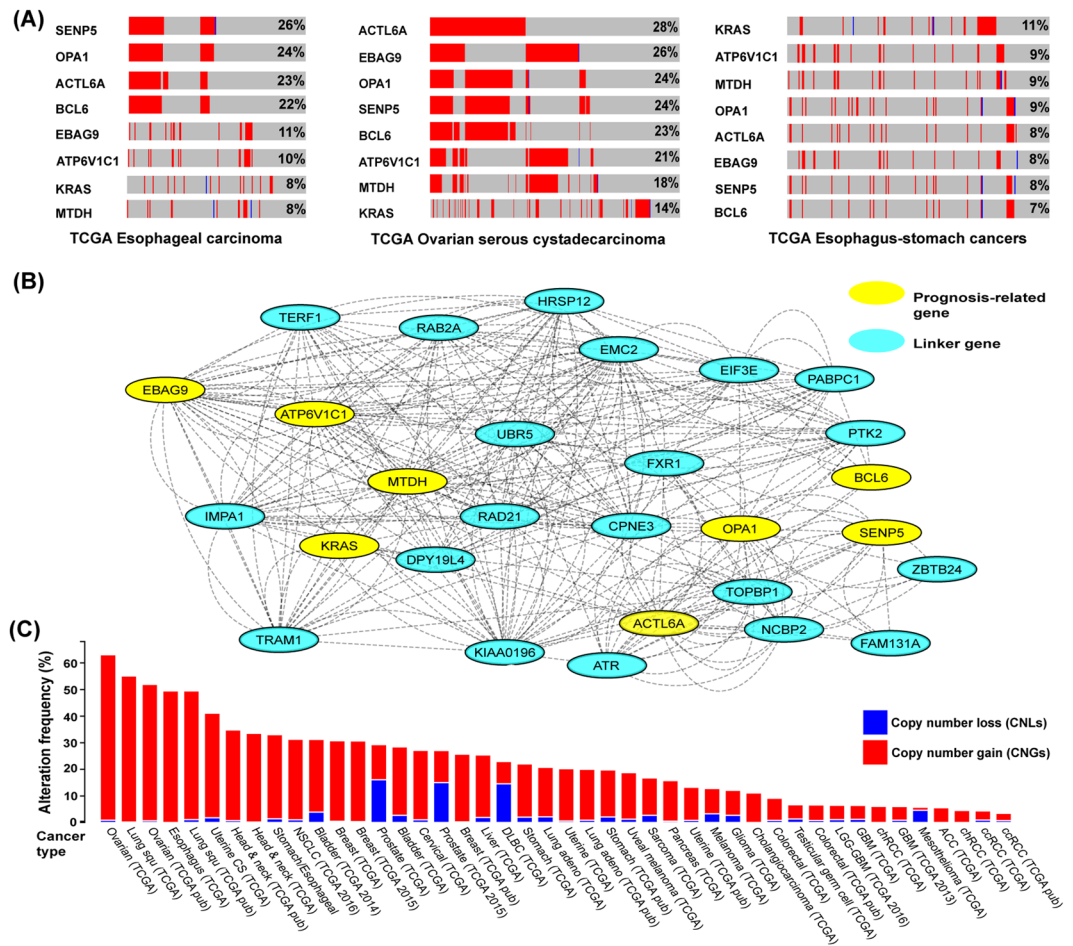 (A)
SENP5 26%
OPA1 24%
ACTL6A 23%
BCL6 22%
EBAG9 11%
ATP6V1C1 10%
KRAS 8%
MTDH 8%
TCGA Esophageal carcinoma
ACTL6A 28%
EBAG9 26%
OPA1 24%
SENP5 24%
BCL6 23%
ATP6V1C1 21%
MTDH 18%
KRAS 14%
TCGA Ovarian serous cystadecarcinoma
KRAS 11%
ATP6V1C1 9%
MTDH 9%
OPA1 9%
ACTL6A 8%
EBAG9 8%
SENP5 8%
BCL6 7%
TCGA Esophagus-stomach cancers
(B)
Prognosis-related
gene
Linker gene
HRSP12
TERF1
RAB2A
EMC2
EIF3E
PABPC1
EBAG9
ATP6V1C1
UBR5
PTK2
FXR1
BCL6
MTDH
IMPA1
RAD21
CPNE3
OPA1
SENP5
KRAS
DPY19L4
ZBTB24
TOPBP1
ACTL6A
NCBP2
TRAM1
KIAA0196
ATR
FAM131A
(C)
Alteration frequency (%)
60
50
40
30
20
10
0
Copy number loss (CNLs)
Copy number gain (CNGs)
Cancer
type
Ovarian (TCGA)
Lung squ (TCGA)
Ovarian (TCGA pub)
Esophagus (TCGA)
Lung squ (TCGA pub)
Uterine CS (TCGA)
Head & neck (TCGA pub)
Head & neck (TCGA)
Stomach/Esophageal
NSCLC (TCGA 2016)
Bladder (TCGA 2014)
Breast (TCGA)
Breast (TCGA 2015)
Prostate (TCGA)
Bladder (TCGA)
Cervical (TCGA)
Prostate (TCGA 2015)
Breast (TCGA pub)
Liver (TCGA)
DLBC (TCGA)
Stomach (TCGA)
Lung adeno (TCGA)
Uterine (TCGA)
Lung adeno (TCGA pub)
Stomach (TCGA pub)
Uveal melanoma (TCGA)
Sarcoma (TCGA)
Pancreas (TCGA)
Uterine (TCGA pub)
Melanoma (TCGA)
Glioma (TCGA)
Cholangiocarcinoma (TCGA)
Colorectal (TCGA)
Testicular germ cell (TCGA)
Colorectal (TCGA pub)
LGG-GBM (TCGA 2016)
GBM (TCGA)
chRCC (TCGA)
GBM (TCGA 2013)
Mesothelioma (TCGA)
ACC (TCGA)
chRCC (TCGA)
ccRCC (TCGA)
ccRCC (TCGA pub)